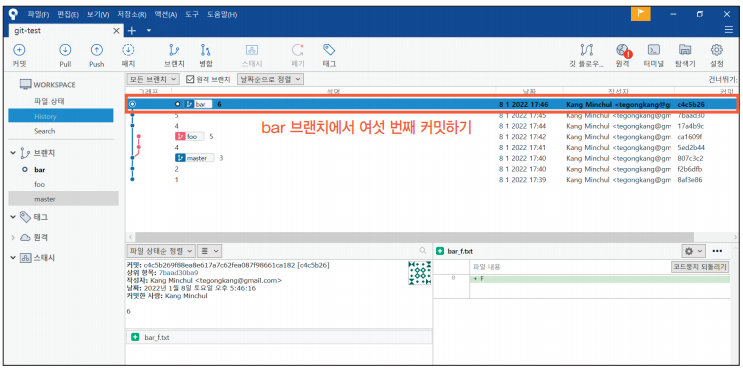 파일(F) 편집(E) 보기(V) 저장소(R) 액션(A) 도구 도움말(H)
git-test
커밋 Pull Push 패치 브랜치 병합 스태시 폐기 태그 깃 플로우... 원격 터미널 탐색기 설정
모든 브랜치 원격 브랜치 날짜순으로 정렬 건너뛰기:
그래프 설명 날짜 작성자 커밋
WORKSPACE
파일 상태
History
Search
브랜치
bar
foo
master
태그
원격
스태시
bar 6 8 1 2022 17:46 Kang Minchul <tegongkang@g c4c5b26
5 8 1 2022 17:45 Kang Minchul <tegongkang@gm 7baad30
4 8 1 2022 17:44 Kang Minchul <tegongkang@gm 17a4b9c
foo 5 8 1 2022 17:42 Kang Minchul <tegongkang@gm ca1609f
4 8 1 2022 17:41 Kang Minchul <tegongkang@gm 5ed2b44
master 3 8 1 2022 17:40 Kang Minchul <tegongkang@gm 807c3c2
2 8 1 2022 17:40 Kang Minchul <tegongkang@gm f2b6dfb
1 8 1 2022 17:39 Kang Minchul <tegongkang@gm 8af3e86
bar 브랜치에서 여섯 번째 커밋하기
파일 상태순 정렬
커밋: c4c5b269f88ea8e617a7c62fea087f98661ca182 [c4c5b26]
상위 항목: 7baad30ba9
작성자: Kang Minchul <tegongkang@gmail.com>
날짜: 2022년 1월 8일 토요일 오후 5:46:16
커밋한 사람: Kang Minchul
6
bar_f.txt
bar_f.txt
파일 내용 코드뭉치 되돌리기
0 + F